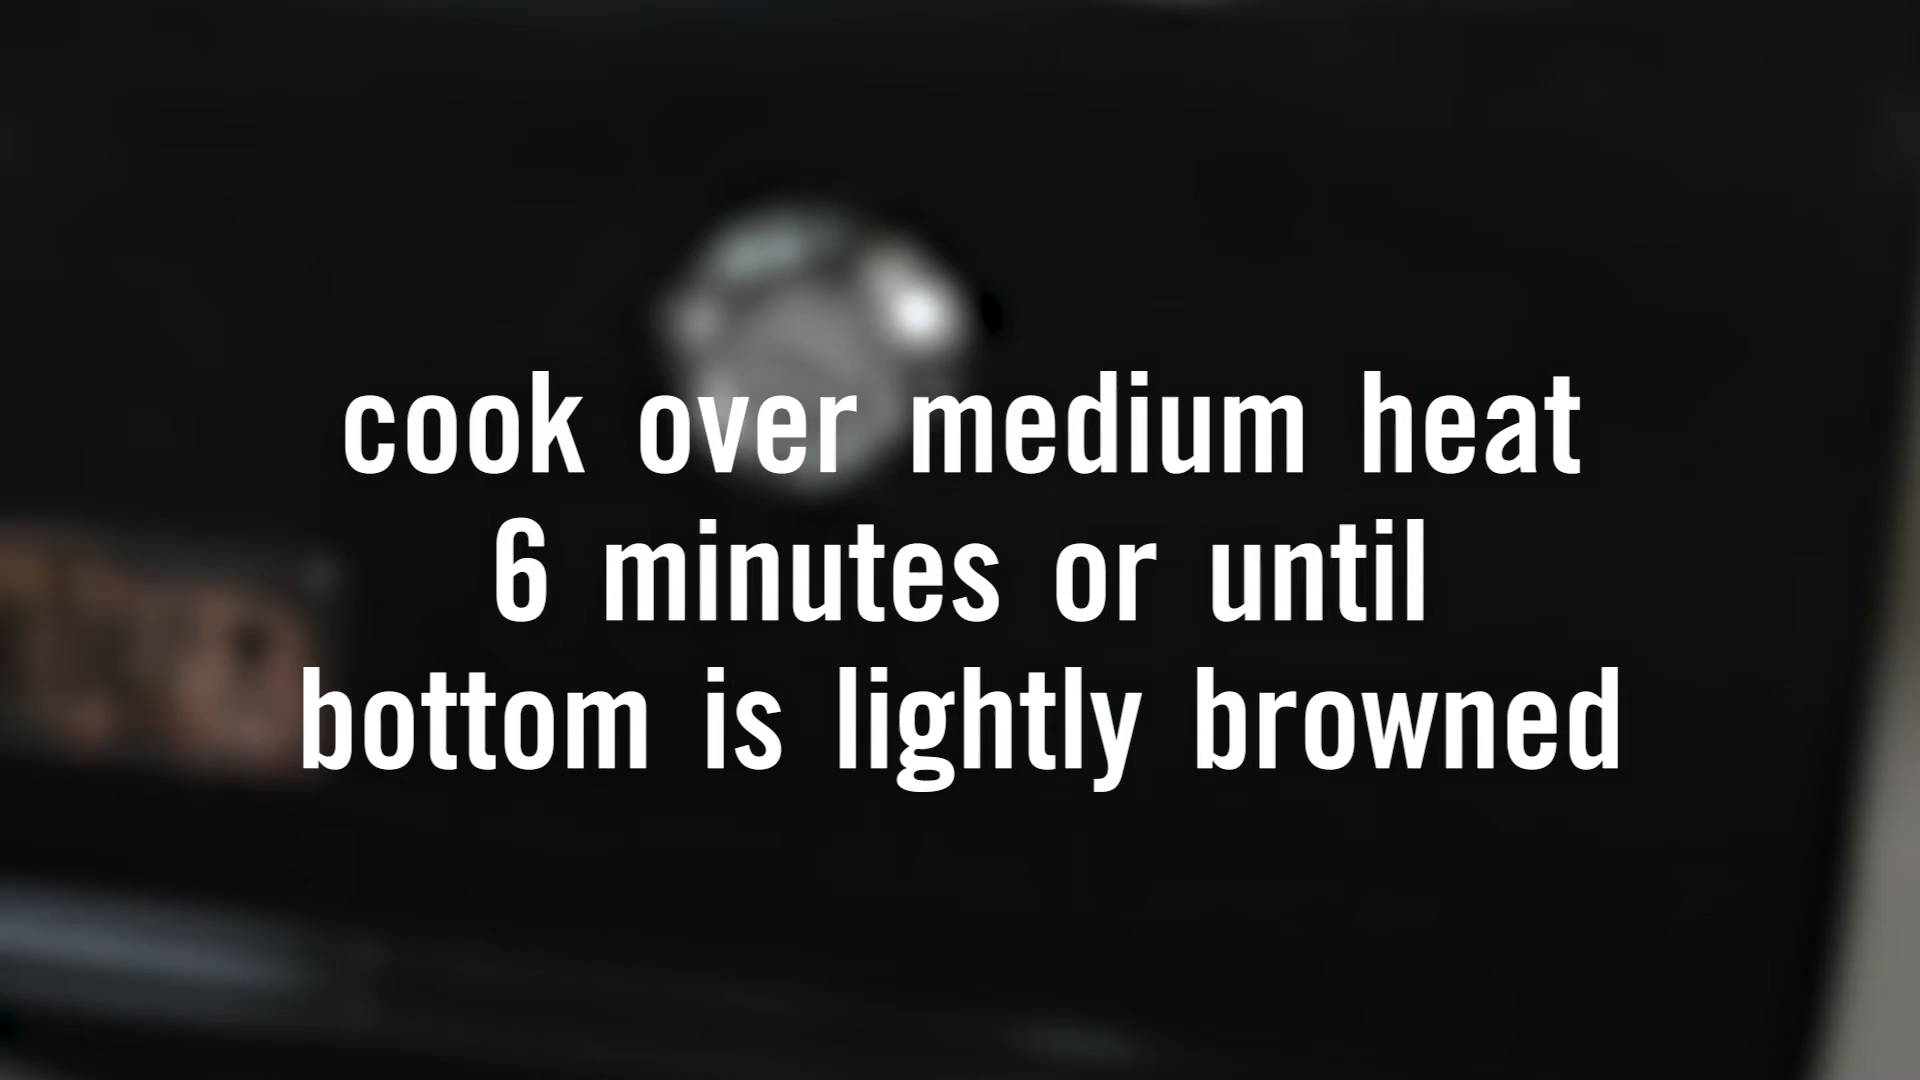 cook over medium heat
6 minutes or until
bottom is lightly browned